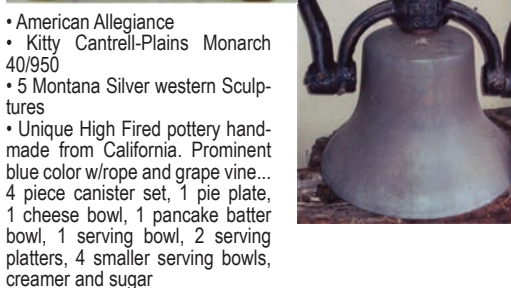 • American Allegiance
• Kitty Cantrell-Plains Monarch
40/950
• 5 Montana Silver western Sculp-
tures
• Unique High Fired pottery hand-
made from California. Prominent
blue color w/rope and grape vine...
4 piece canister set, 1 pie plate,
1 cheese bowl, 1 pancake batter
bowl, 1 serving bowl, 2 serving
platters, 4 smaller serving bowls,
creamer and sugar